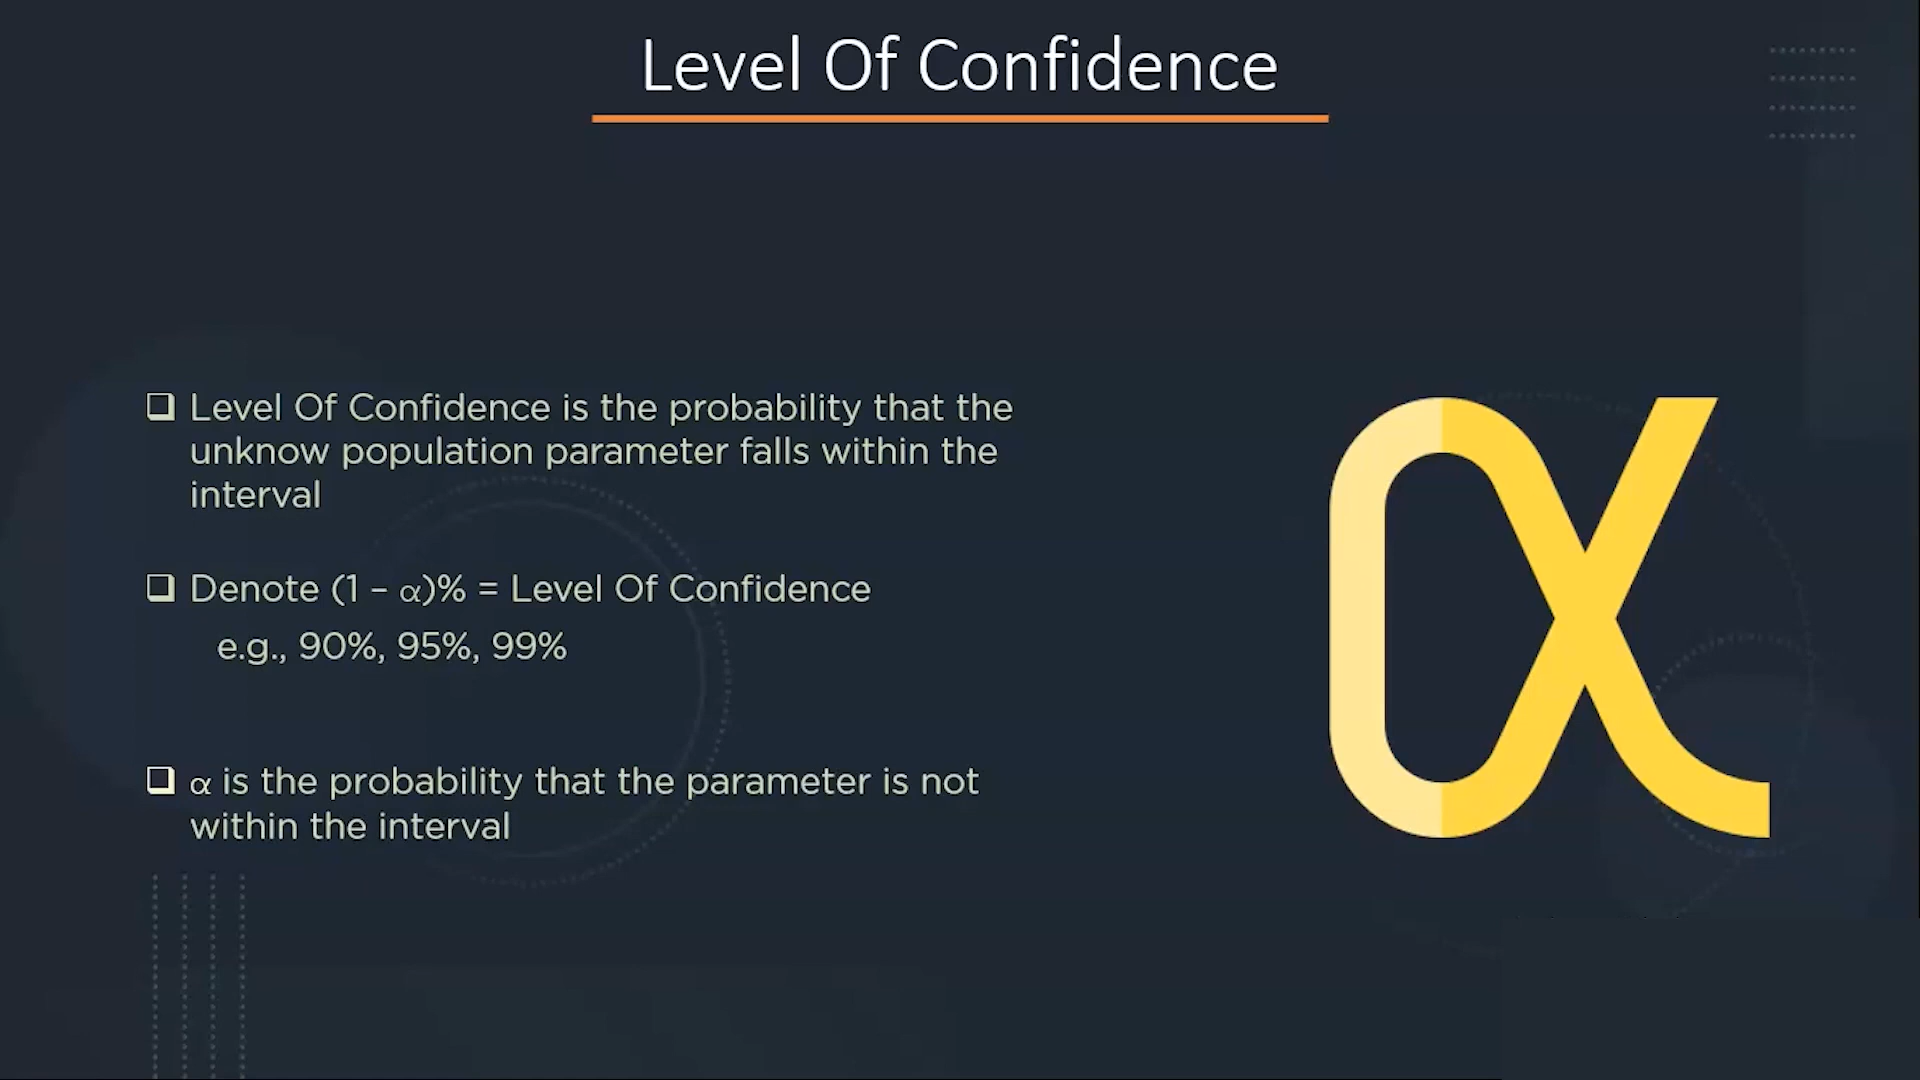 Level Of Confidence
Level Of Confidence is the probability that the
unknow population parameter falls within the
interval
Denote (1 – α)% = Level Of Confidence
e.g., 90%, 95%, 99%
α is the probability that the parameter is not
within the interval
α